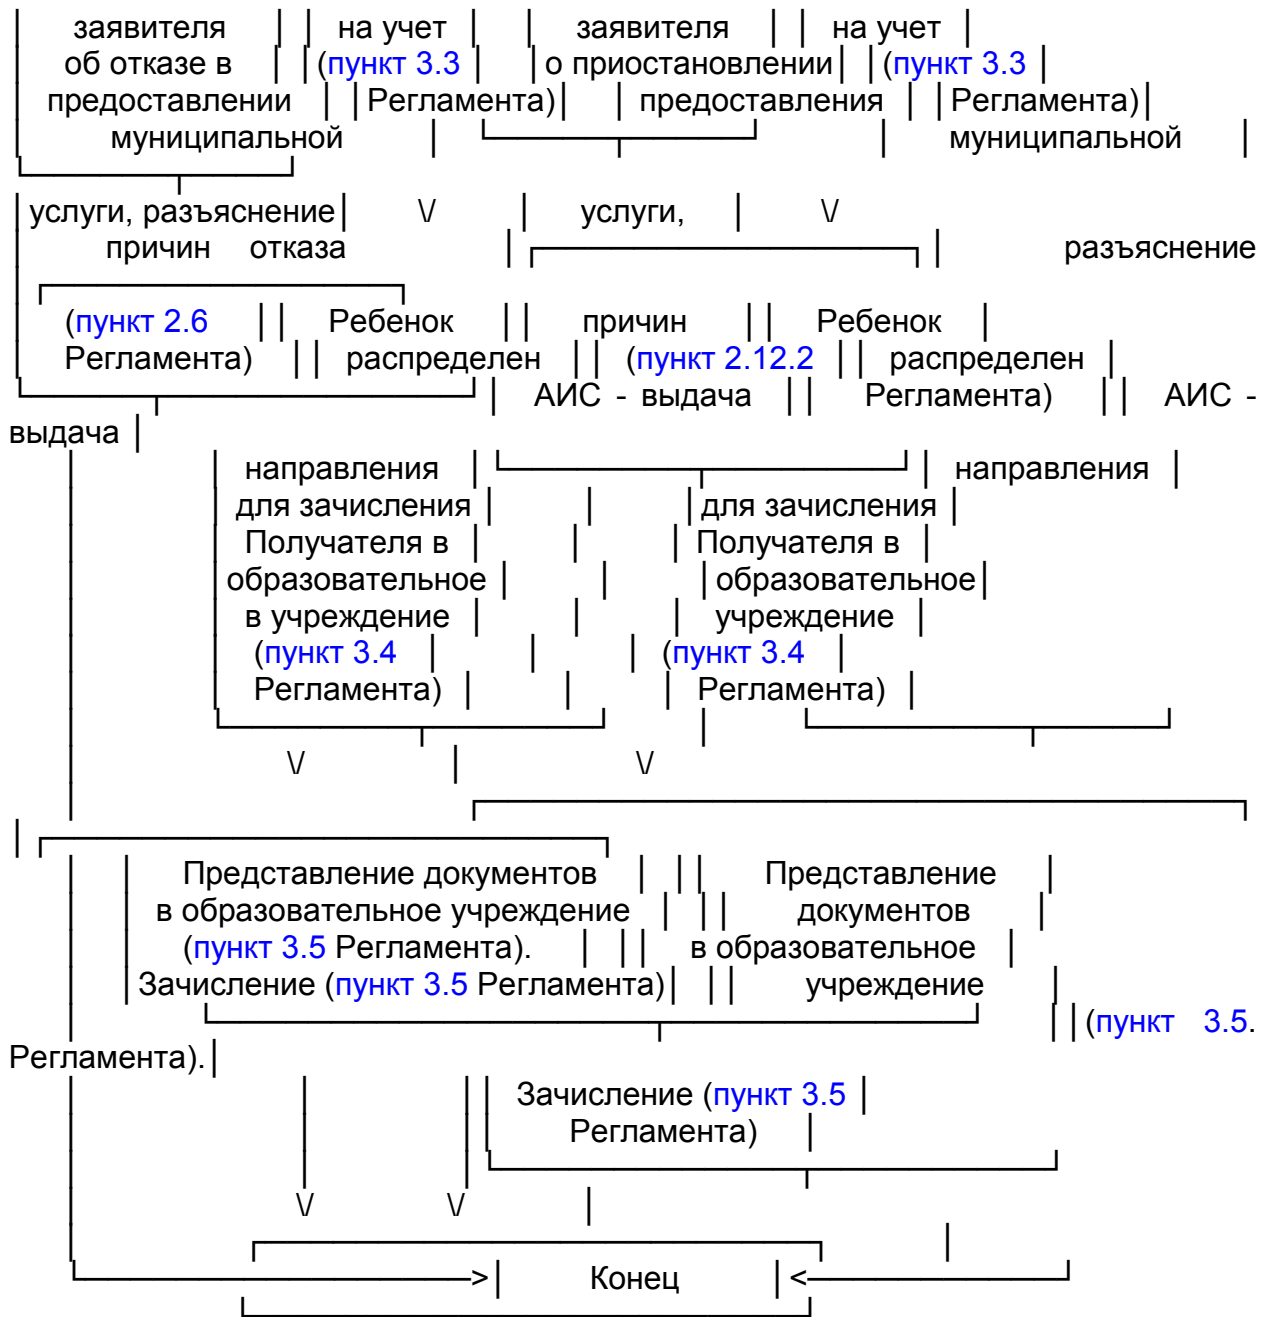 │ заявителя │ │ на учет │ │ заявителя │ │ на учет │
│ об отказе в │ │(пункт 3.3 │ │о приостановлении│ │(пункт 3.3 │
│ предоставлении │ │Регламента)│ │ предоставления │ │Регламента)│
│ муниципальной │ └─────┬─────┘ │ муниципальной │
└──────┬─────┘
│услуги, разъяснение│ \/ │ услуги, │ \/
│ причин отказа │┌────────────────┐│ разъяснение
│┌────────────────┐
│ (пункт 2.6 ││ Ребенок ││ причин ││ Ребенок │
│ Регламента) ││ распределен ││ (пункт 2.12.2 ││ распределен │
└──────┬─────────────┘│ АИС - выдача ││ Регламента) ││ АИС -
выдача │
│ │ направления │└─────────┬─────────┘│ направления │
│ │для зачисления │ │ │для зачисления │
│ │ Получателя в │ │ │ Получателя в │
│ │образовательное │ │ │образовательное│
│ │ в учреждение │ │ │ учреждение │
│ │ (пункт 3.4 │ │ │ (пункт 3.4 │
│ │ Регламента) │ │ │ Регламента) │
│ └─────────┬────────┘ │ └──────────┬──────┘
│ \/ │ \/
│ ┌──────────────────────────────────┐
│┌─────────────────────────┐
│ │ Представление документов │ ││ Представление │
│ │ в образовательное учреждение │ ││ документов │
│ │ (пункт 3.5 Регламента). │ ││ в образовательное │
│ │Зачисление (пункт 3.5 Регламента)│ ││ учреждение │
│ └────────────────────┬──────────────┘ ││(пункт 3.5.
Регламента).│
│ │ ││ Зачисление (пункт 3.5 │
│ │ ││ Регламента) │
│ │ │└──────────────┬──────────┘
│ \/ \/ │
│ ┌─────────────────────────┐ │
└──────────────────>│ Конец │<────────────┘
└─────────────────────────┘